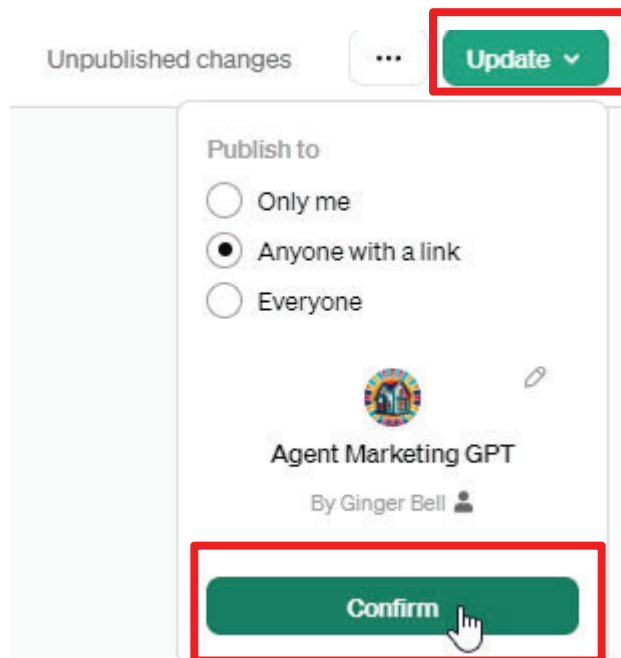 Unpublished changes
...
Update
Publish to
Only me
Anyone with a link
Everyone
Agent Marketing GPT
By Ginger Bell
Confirm